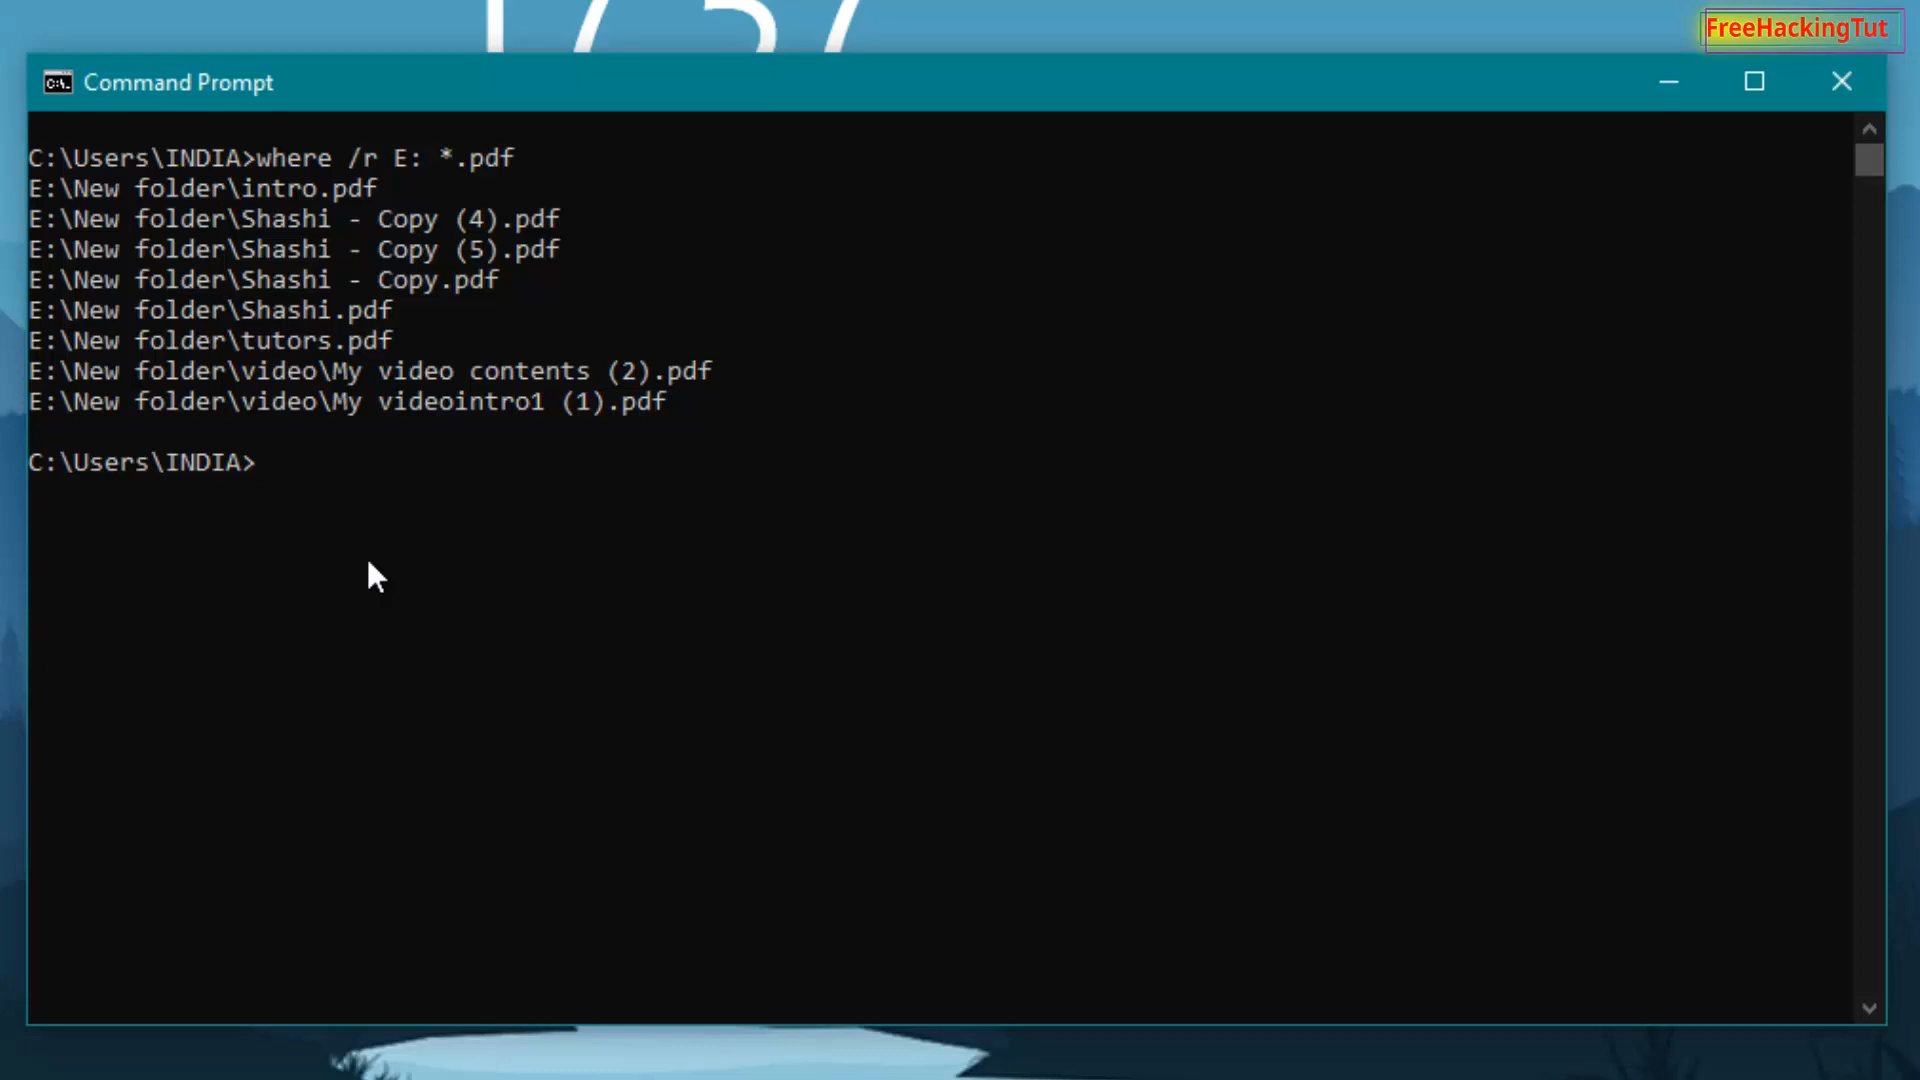 17 57
FreeHackingTut
Command Prompt
C:\Users\INDIA>where /r E: *.pdf
E:\New folder\intro.pdf
E:\New folder\Shashi - Copy (4).pdf
E:\New folder\Shashi - Copy (5).pdf
E:\New folder\Shashi - Copy.pdf
E:\New folder\Shashi.pdf
E:\New folder\tutors.pdf
E:\New folder\video\My video contents (2).pdf
E:\New folder\video\My videointro1 (1).pdf
C:\Users\INDIA>